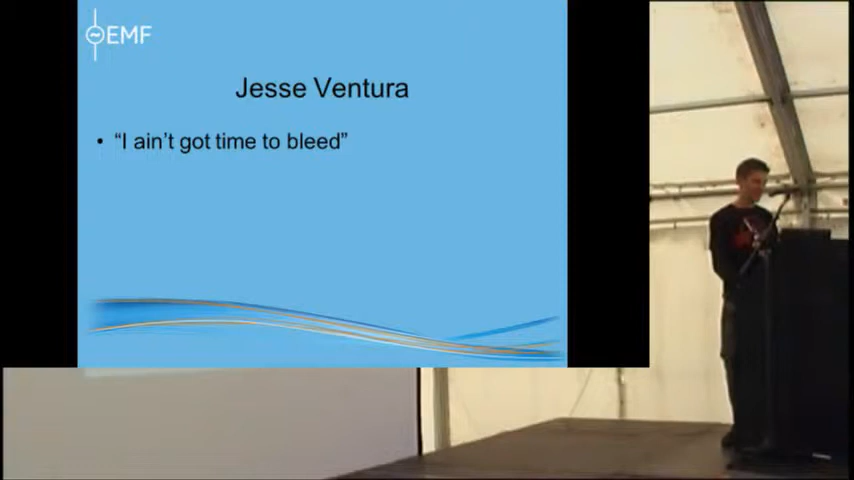 EMF
Jesse Ventura
• “I ain’t got time to bleed”